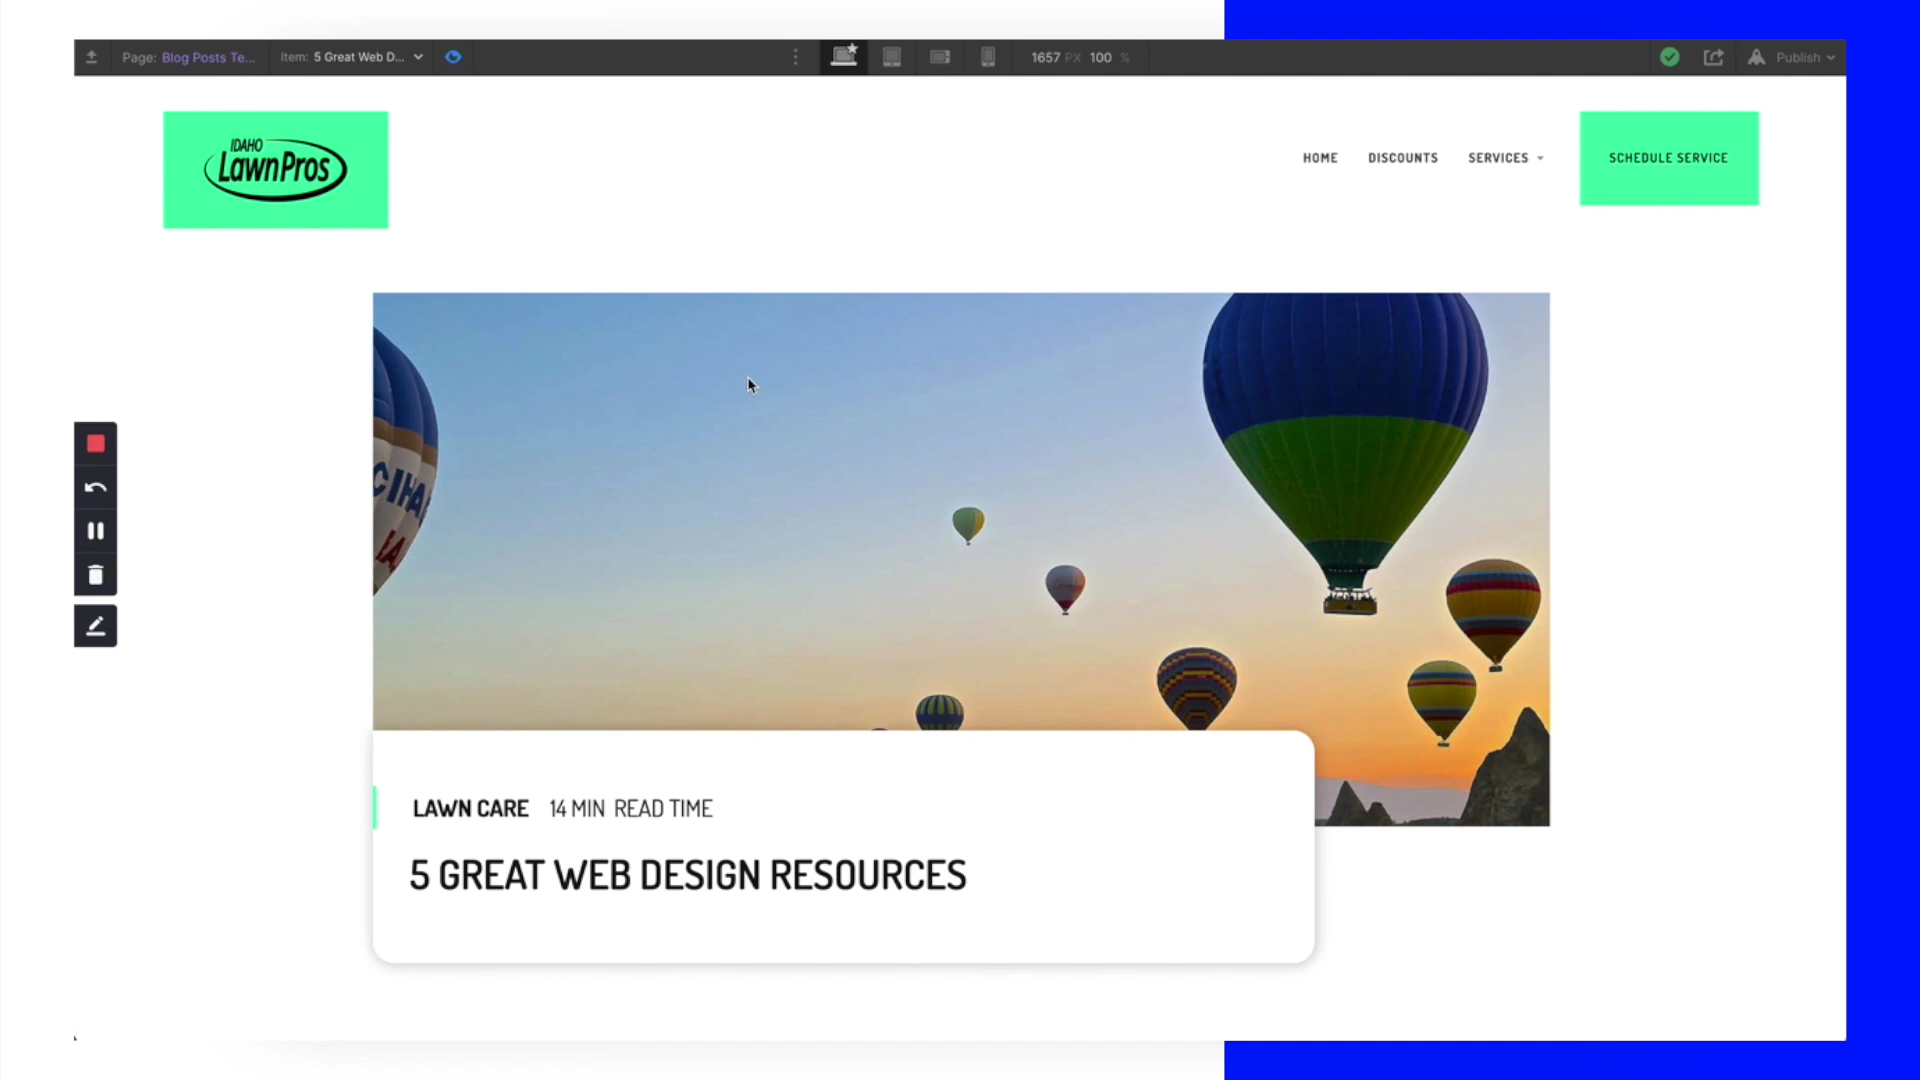 Page: Blog Posts Te... Item: 5 Great Web D... 1657 PX 100 % Publish
IDAHO
LawnPros
HOME DISCOUNTS SERVICES SCHEDULE SERVICE
LAWN CARE 14 MIN READ TIME
5 GREAT WEB DESIGN RESOURCES